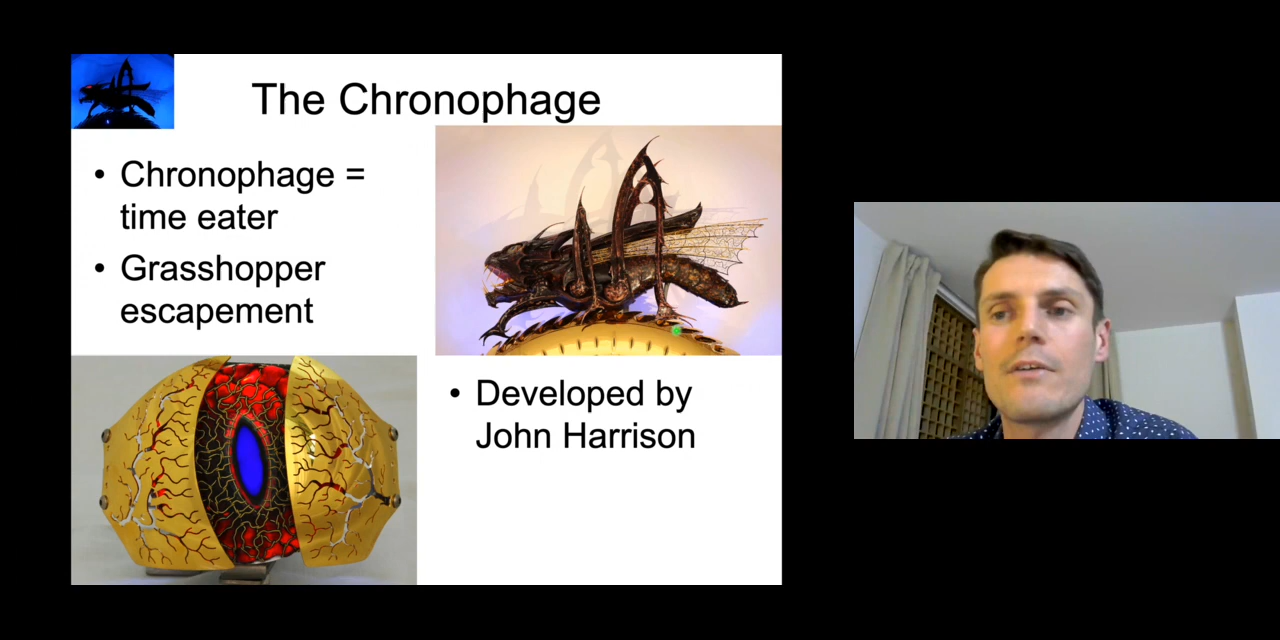 The Chronophage
• Chronophage =
time eater
• Grasshopper
escapement
• Developed by
John Harrison